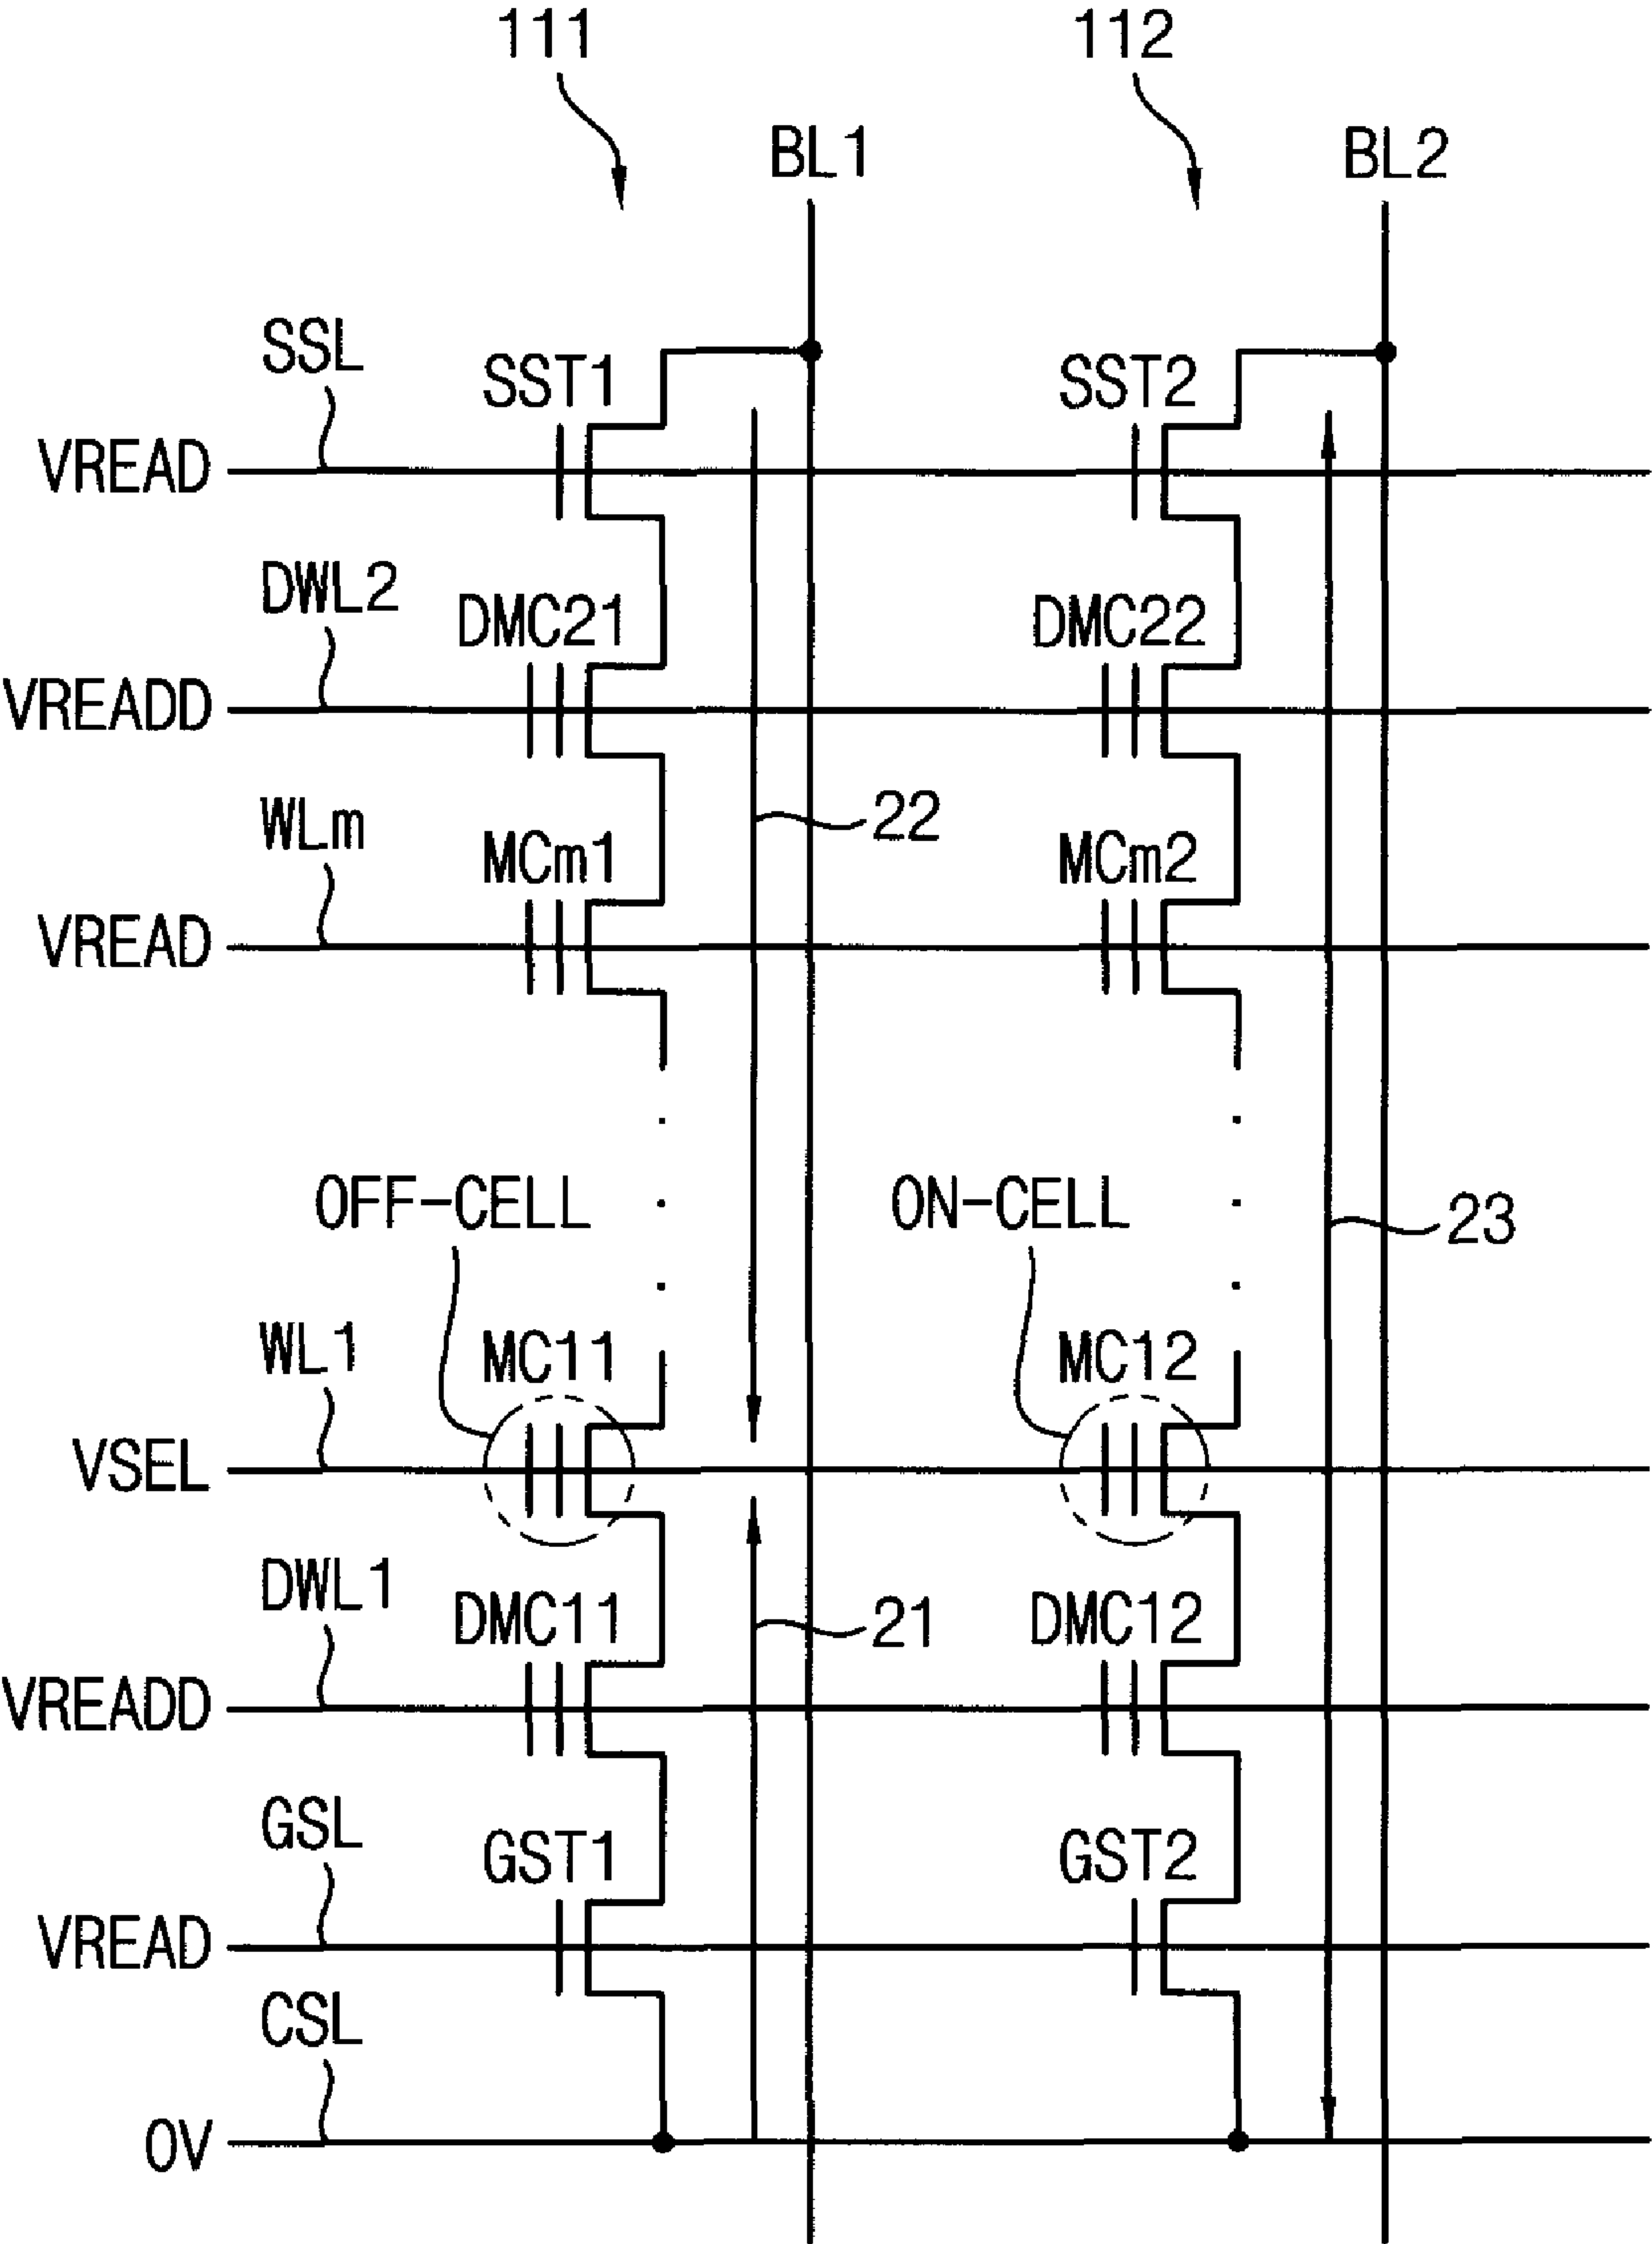 111 112
BL1 BL2
SSL
SST1 SST2
VREAD
DWL2
DMC21 DMC22
VREADD
22
WLm
MCm1 MCm2
VREAD
OFF-CELL ON-CELL
23
WL1
MC11 MC12
VSEL
DWL1
DMC11 21 DMC12
VREADD
GSL
GST1 GST2
VREAD
CSL
0V